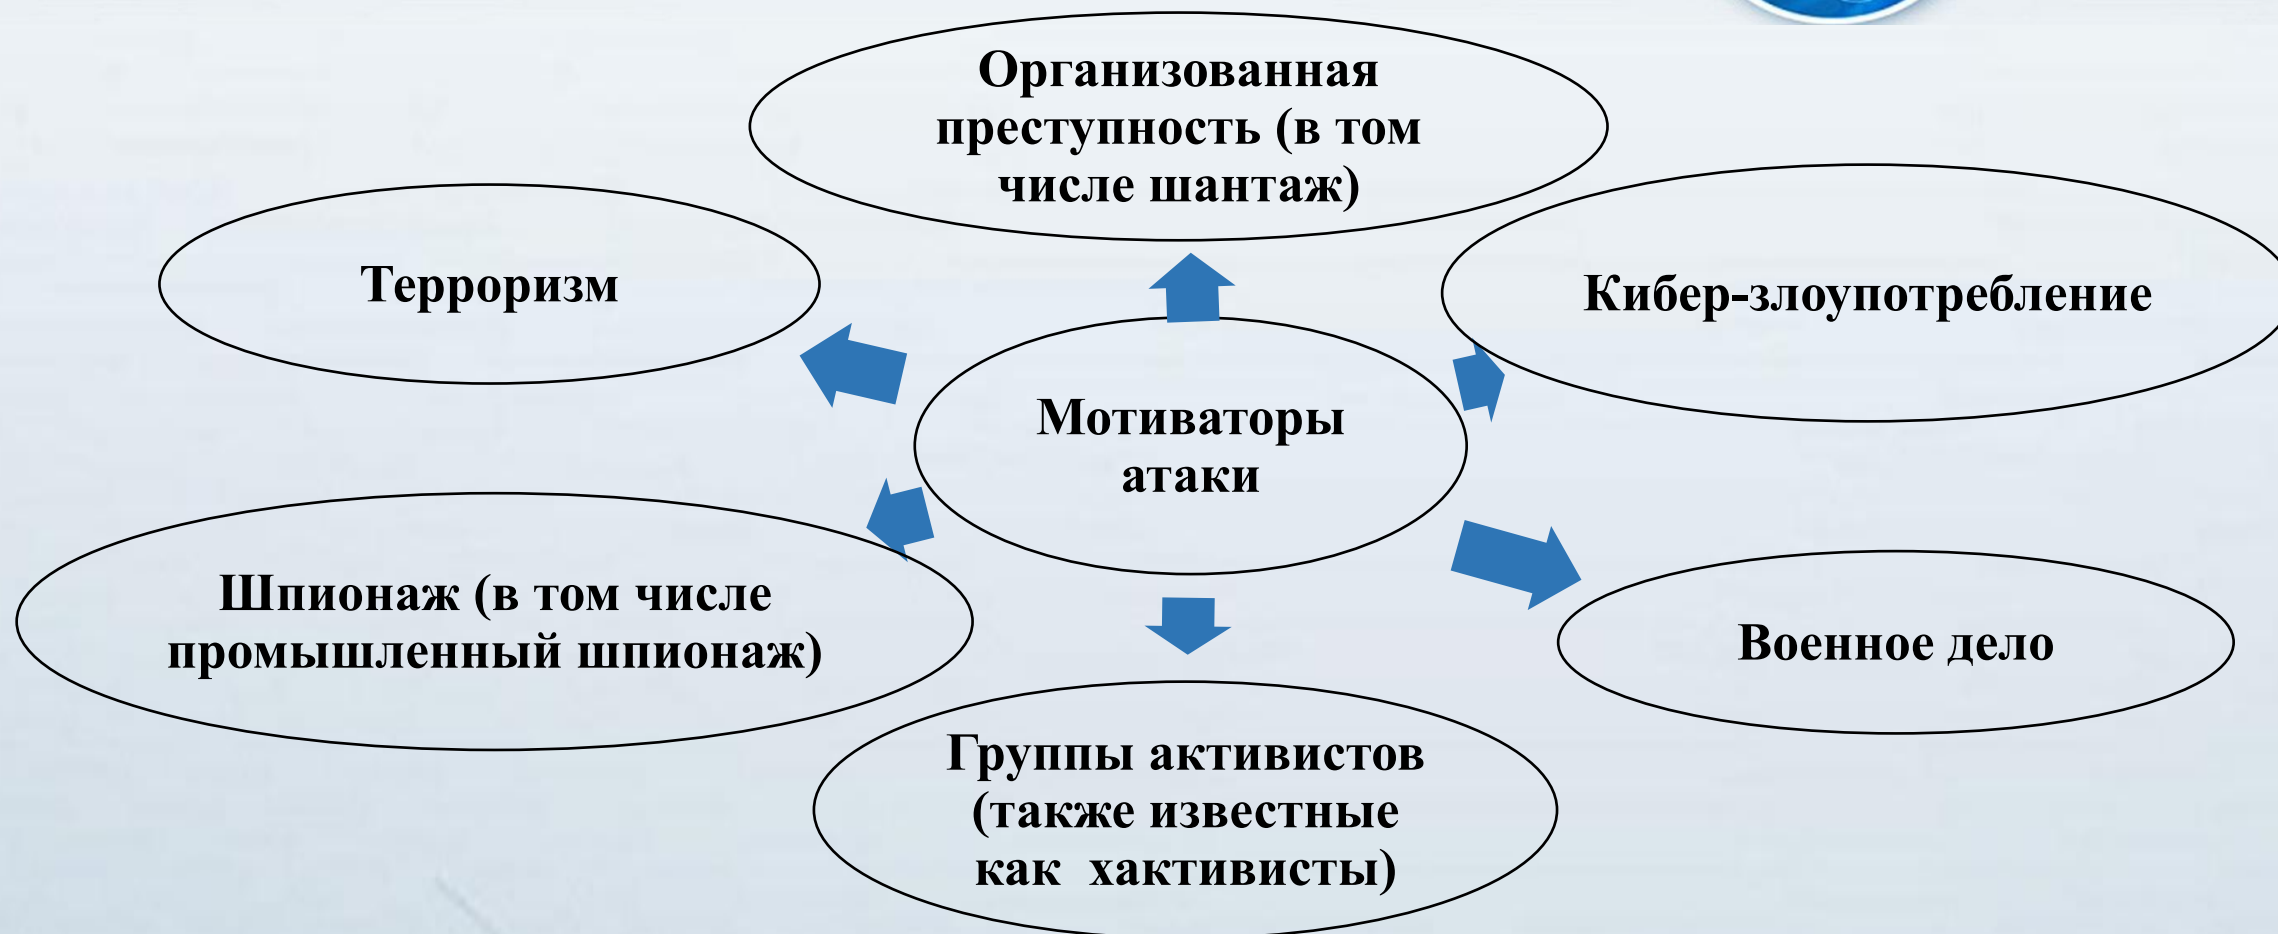 Организованная
преступность (в том
числе шантаж)
Терроризм
Кибер-злоупотребление
Мотиваторы
атаки
Шпионаж (в том числе
промышленный шпионаж)
Военное дело
Группы активистов
(также известные
как хактивисты)